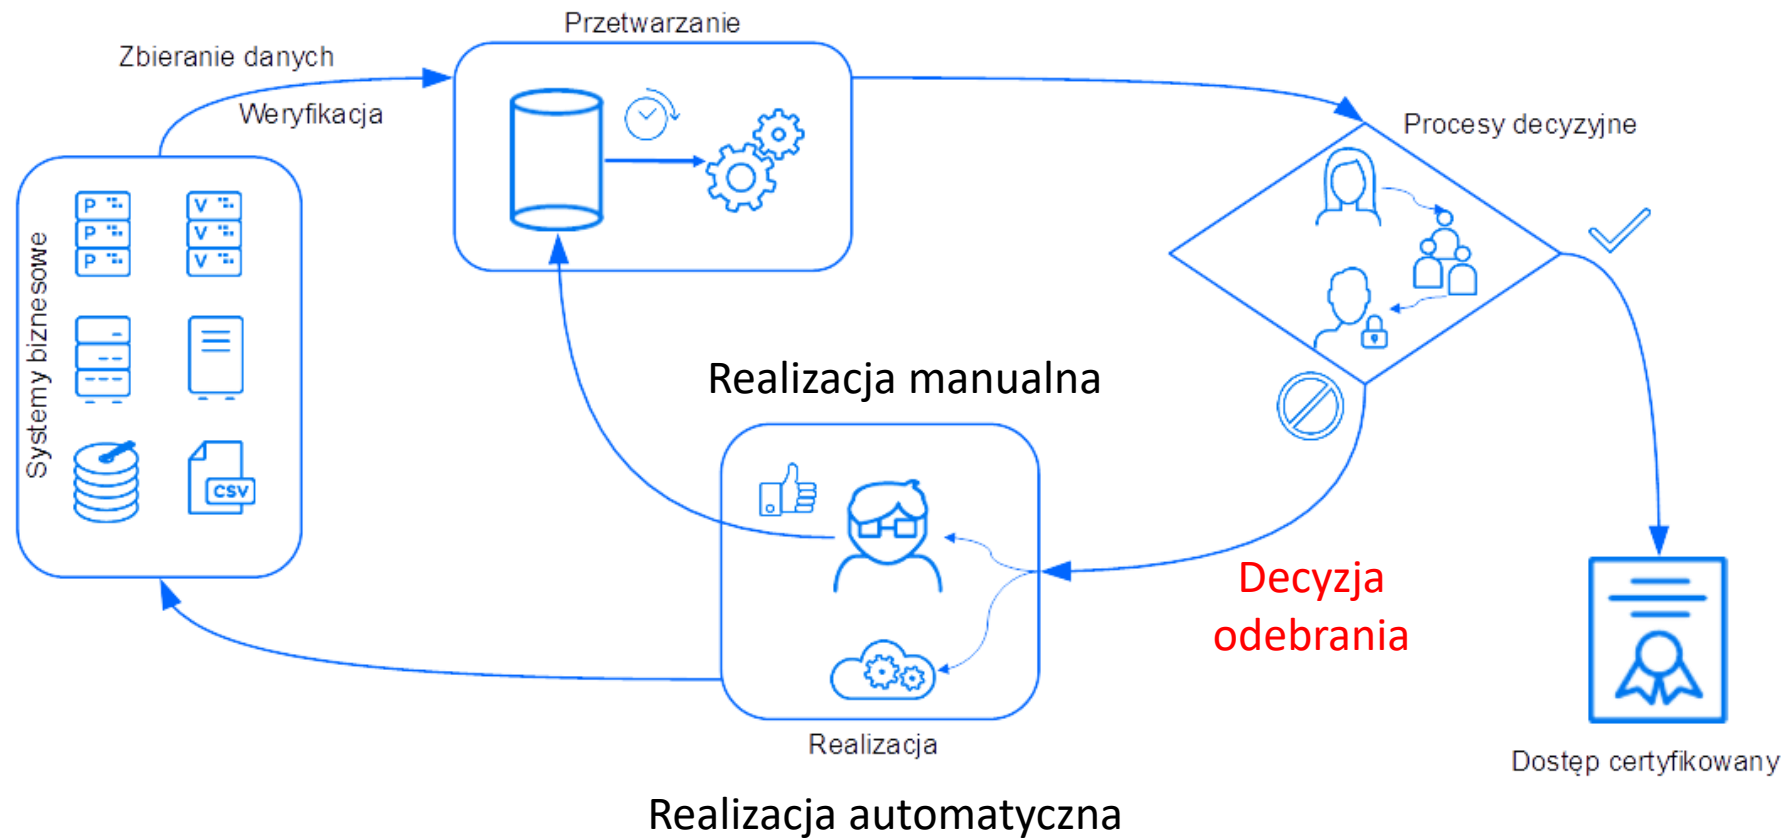 Przetwarzanie
Zbieranie danych
Weryfikacja
Procesy decyzyjne
Systemy biznesowe
P
V
P
V
P
V
CSV
Realizacja manualna
Decyzja
odebrania
Realizacja
Dostęp certyfikowany
Realizacja automatyczna